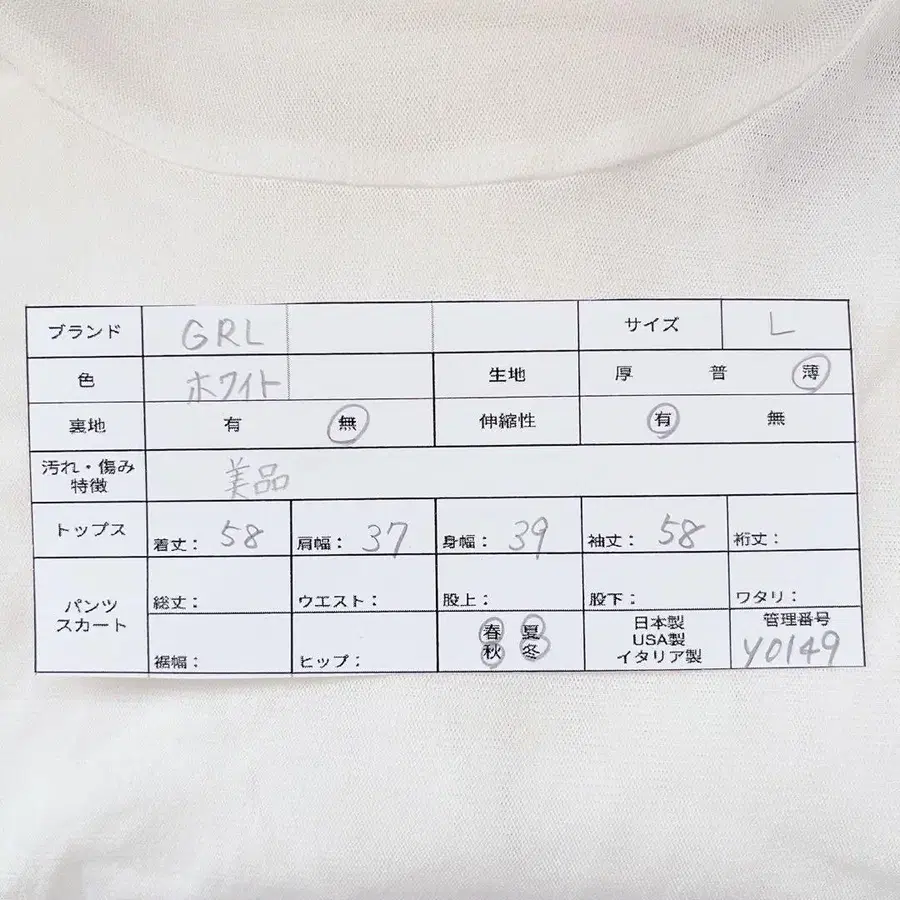 ブランド GRL サイズ L
色 ホワイト 生地 厚 普 薄
裏地 有 無 伸縮性 有 無
汚れ・傷み
特徴
美品
トップス 着丈: 58 肩幅: 37 身幅: 39 袖丈: 58 裄丈:
パンツ
スカート
総丈: ウエスト: 股上: 股下: ワタリ:
裾幅: ヒップ:
春 夏
秋 冬
日本製
USA製
イタリア製
管理番号
Y0149